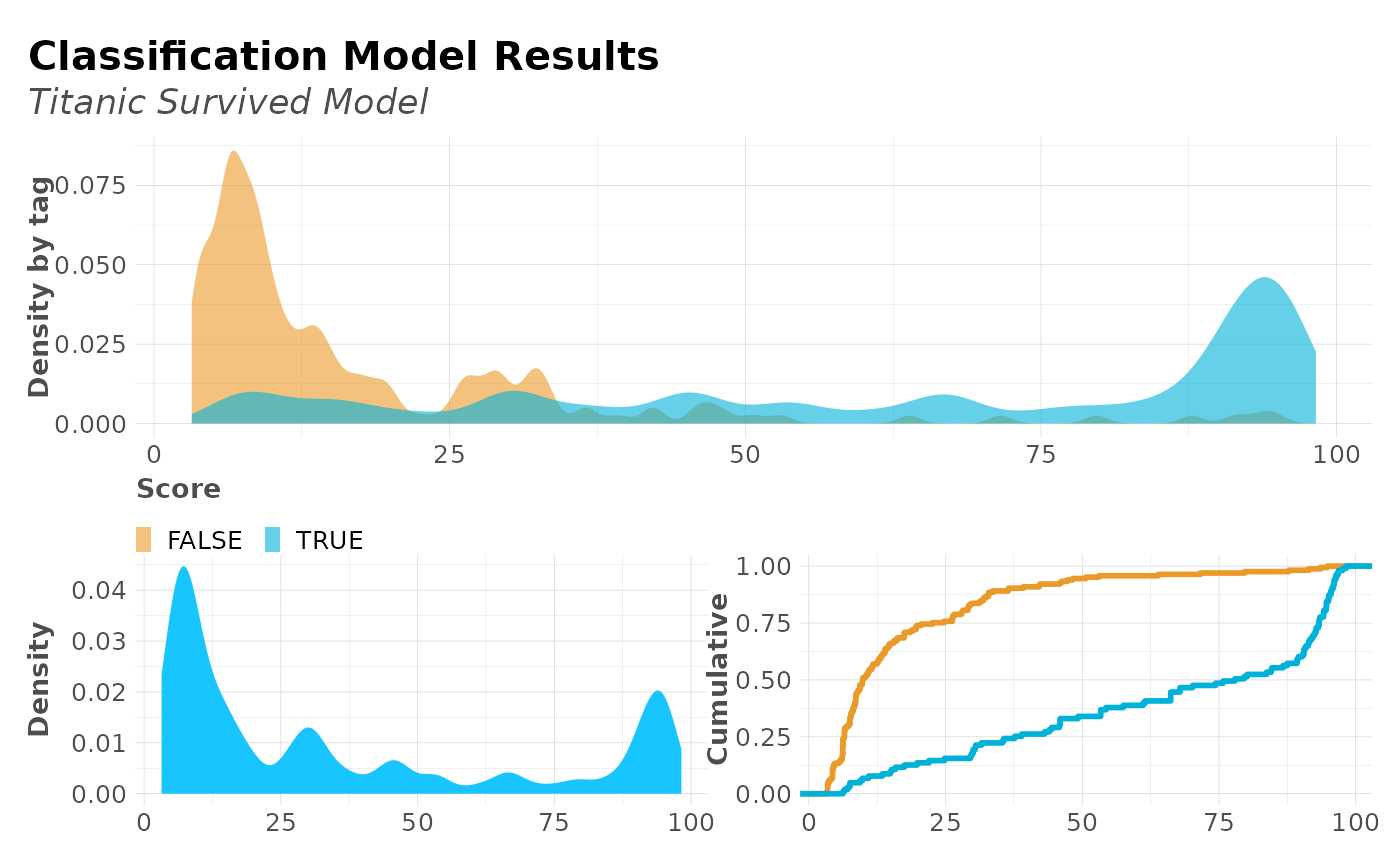 Classification Model Results
Titanic Survived Model
Density by tag
0.075
0.050
0.025
0.000
0 25 50 75 100
Score
FALSE TRUE
Density
0.04
0.03
0.02
0.01
0.00
0 25 50 75 100
Cumulative
1.00
0.75
0.50
0.25
0.00
0 25 50 75 100